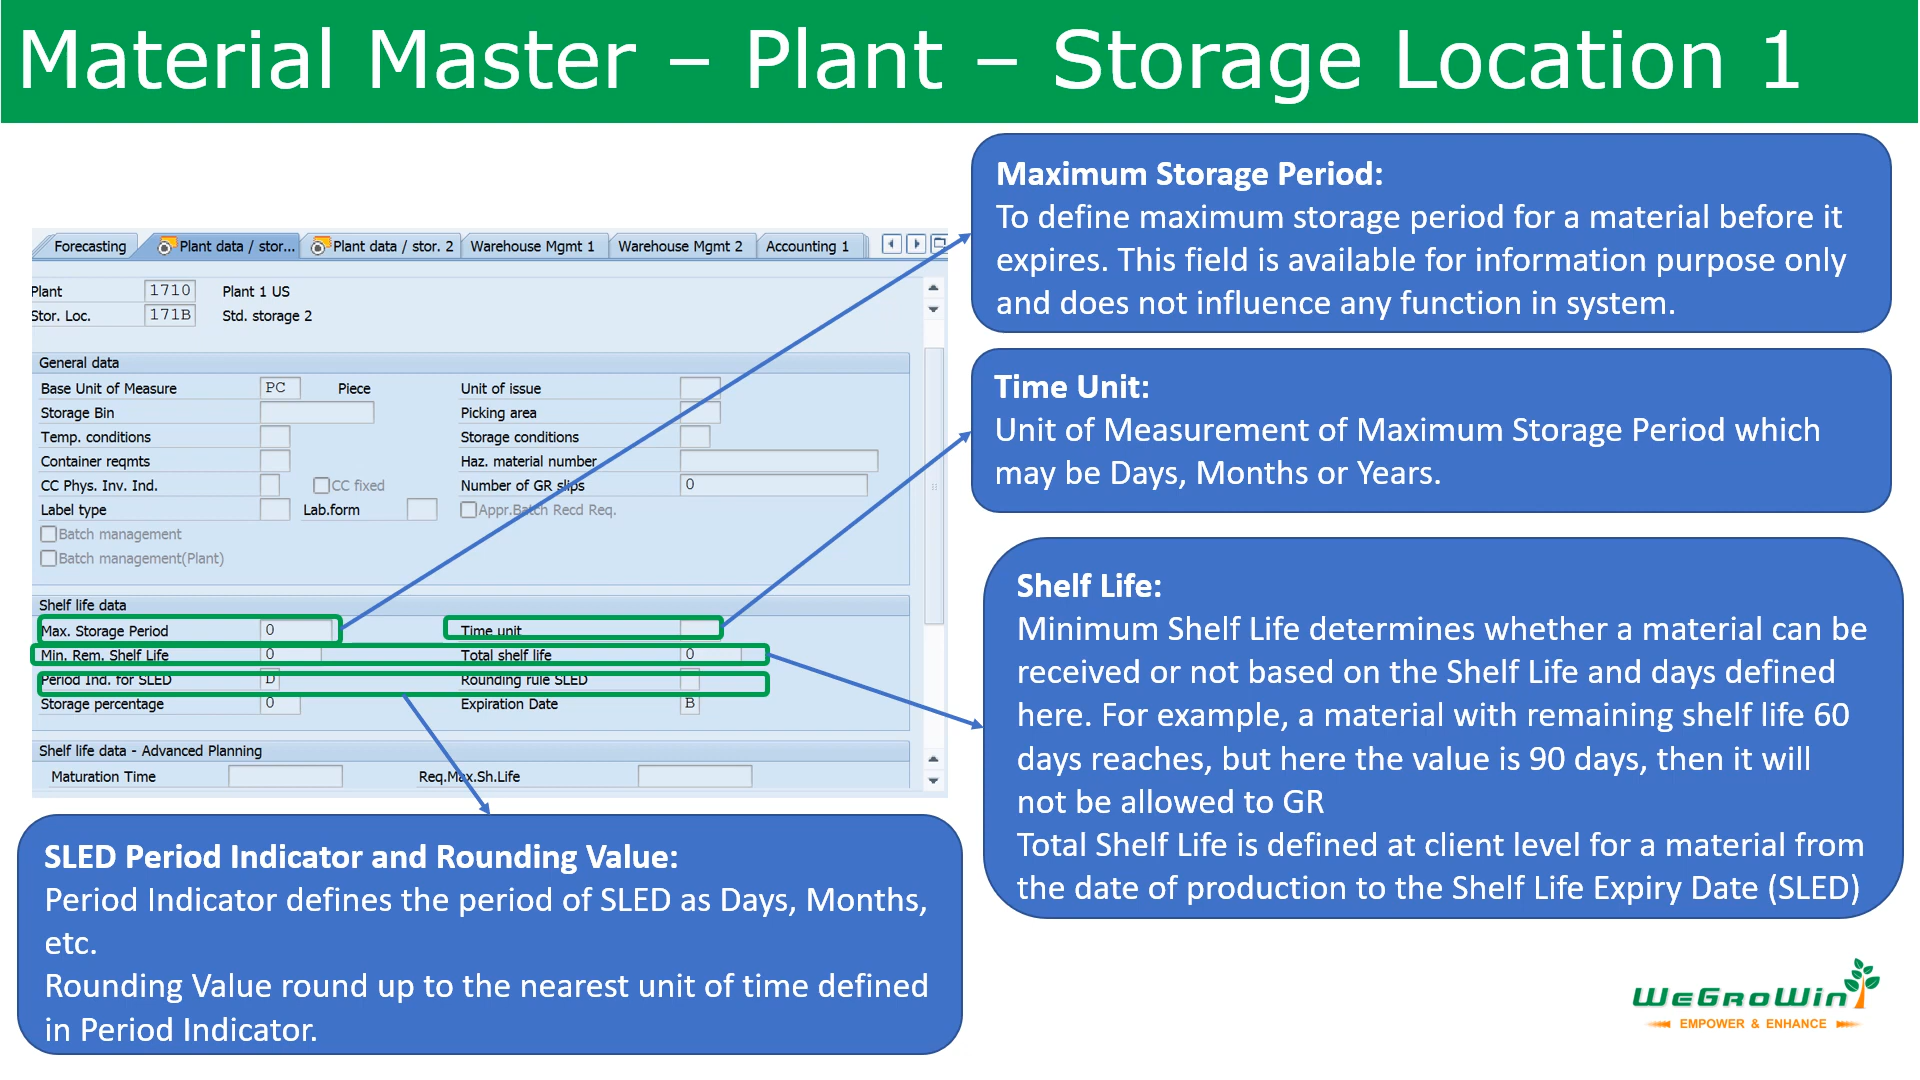 Material Master – Plant – Storage Location 1
Forecasting
Plant data / stor...
Plant data / stor. 2
Warehouse Mgmt 1
Warehouse Mgmt 2
Accounting 1
Plant 1710 Plant 1 US
Stor. Loc. 171B Std. storage 2
General data
Base Unit of Measure PC Piece Unit of issue
Storage Bin Picking area
Temp. conditions Storage conditions
Container reqmts Haz. material number
CC Phys. Inv. Ind. CC fixed Number of GR slips 0
Label type Lab.form Appr.Batch Recd Req.
Batch management
Batch management(Plant)
Shelf life data
Max. Storage Period 0 Time unit
Min. Rem. Shelf Life 0 Total shelf life 0
Period Ind. for SLED D Rounding rule SLED
Storage percentage 0 Expiration Date B
Shelf life data - Advanced Planning
Maturation Time Req.Max.Sh.Life
Maximum Storage Period:
To define maximum storage period for a material before it
expires. This field is available for information purpose only
and does not influence any function in system.
Time Unit:
Unit of Measurement of Maximum Storage Period which
may be Days, Months or Years.
Shelf Life:
Minimum Shelf Life determines whether a material can be
received or not based on the Shelf Life and days defined
here. For example, a material with remaining shelf life 60
days reaches, but here the value is 90 days, then it will
not be allowed to GR
Total Shelf Life is defined at client level for a material from
the date of production to the Shelf Life Expiry Date (SLED)
SLED Period Indicator and Rounding Value:
Period Indicator defines the period of SLED as Days, Months,
etc.
Rounding Value round up to the nearest unit of time defined
in Period Indicator.
WeGroWin
EMPOWER & ENHANCE